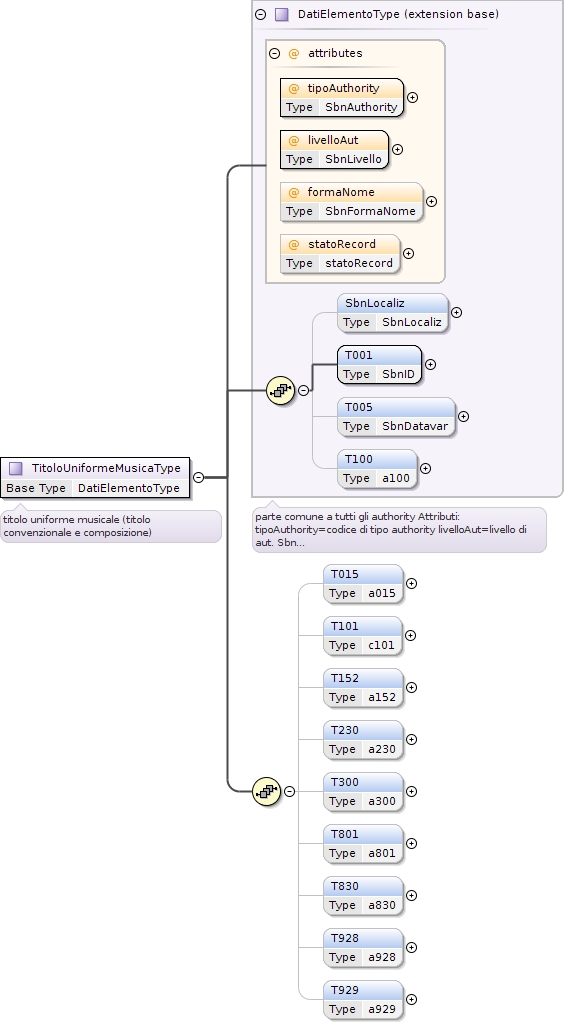 DatiElementoType (extension base)
@ attributes
@ tipoAuthority
Type SbnAuthority
@ livelloAut
Type SbnLivello
@ formaNome
Type SbnFormaNome
@ statoRecord
Type statoRecord
SbnLocaliz
Type SbnLocaliz
T001
Type SbnID
T005
Type SbnDatavar
T100
Type a100
TitoloUniformeMusicaType
Base Type DatiElementoType
titolo uniforme musicale (titolo
convenzionale e composizione)
parte comune a tutti gli authority Attributi:
tipoAuthority=codice di tipo authority livelloAut=livello di
aut. Sbn...
T015
Type a015
T101
Type c101
T152
Type a152
T230
Type a230
T300
Type a300
T801
Type a801
T830
Type a830
T928
Type a928
T929
Type a929